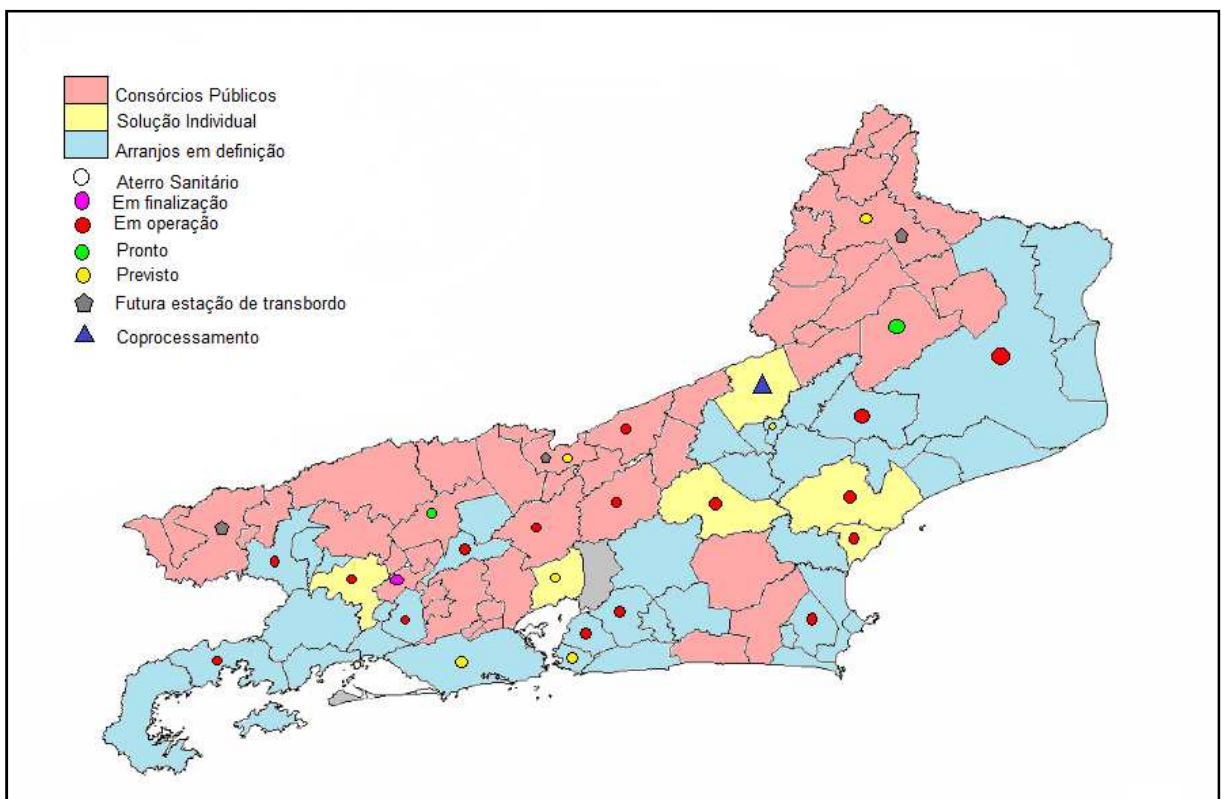 Consórcios Públicos
Solução Individual
Arranjos em definição
Aterro Sanitário
Em finalização
Em operação
Pronto
Previsto
Futura estação de transbordo
Coprocessamento